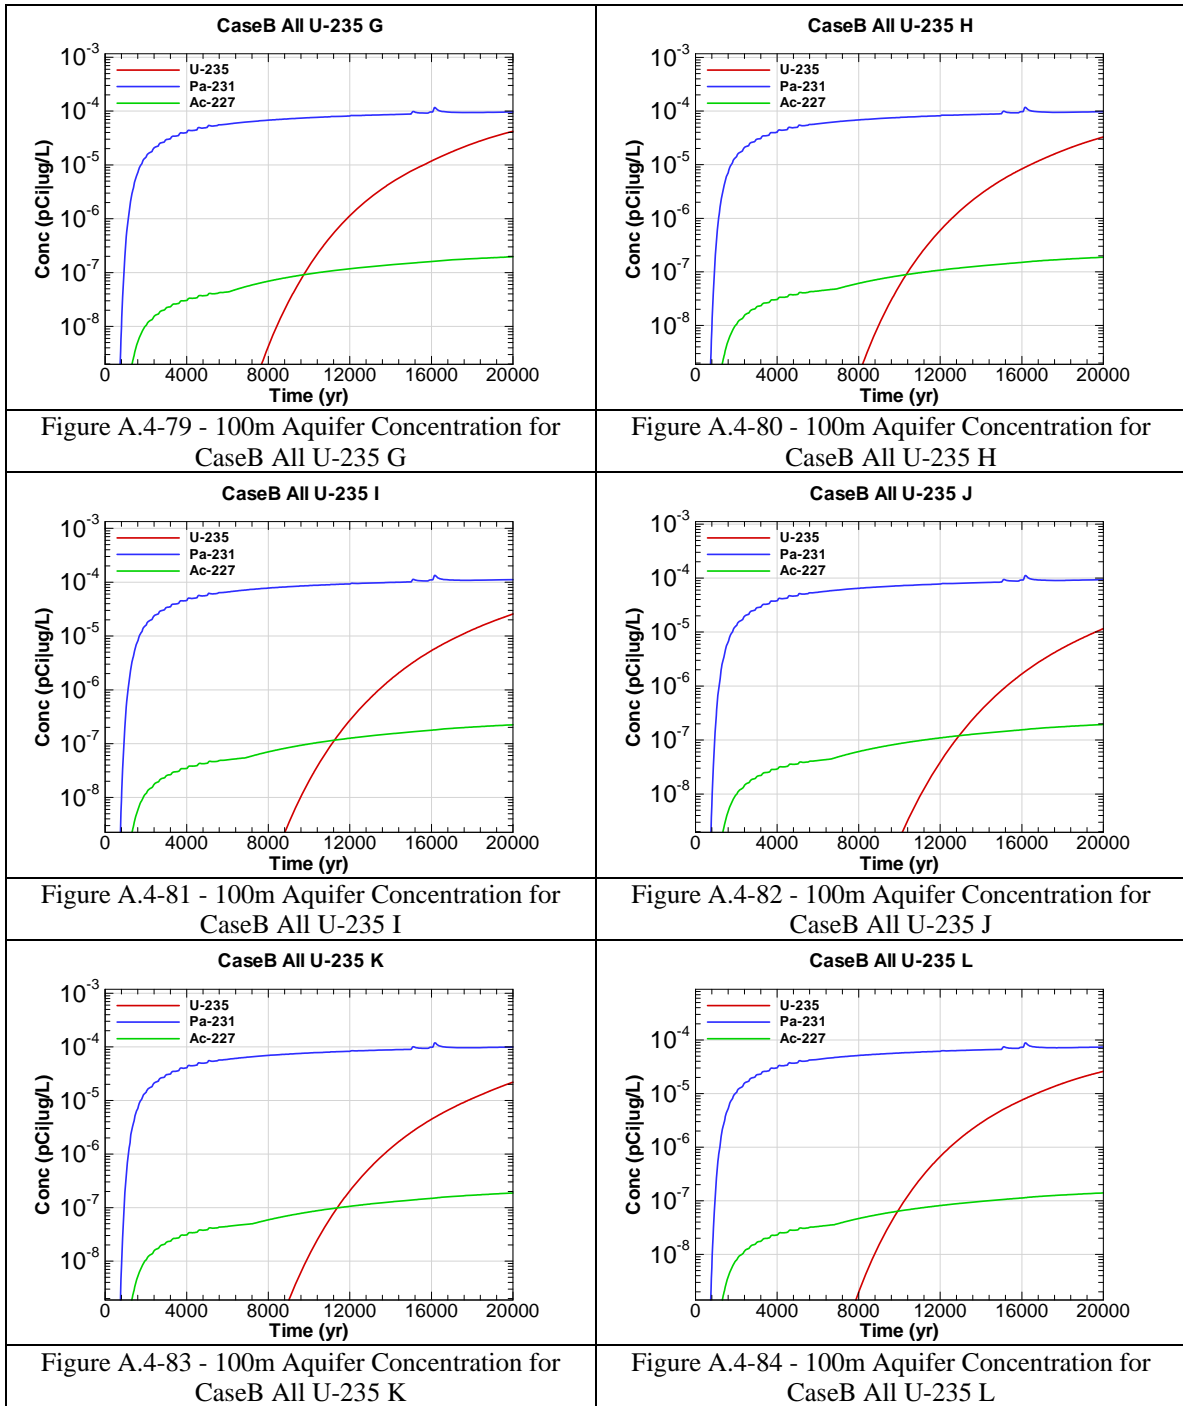 CaseB All U-235 G
Conc (pCi|ug/L)
10-3
10-4
10-5
10-6
10-7
10-8
U-235
Pa-231
Ac-227
0 4000 8000 12000 16000 20000
Time (yr)
Figure A.4-79 - 100m Aquifer Concentration for
CaseB All U-235 G
CaseB All U-235 H
Conc (pCi|ug/L)
10-3
10-4
10-5
10-6
10-7
10-8
U-235
Pa-231
Ac-227
0 4000 8000 12000 16000 20000
Time (yr)
Figure A.4-80 - 100m Aquifer Concentration for
CaseB All U-235 H
CaseB All U-235 I
Conc (pCi|ug/L)
10-3
10-4
10-5
10-6
10-7
10-8
U-235
Pa-231
Ac-227
0 4000 8000 12000 16000 20000
Time (yr)
Figure A.4-81 - 100m Aquifer Concentration for
CaseB All U-235 I
CaseB All U-235 J
Conc (pCi|ug/L)
10-3
10-4
10-5
10-6
10-7
10-8
U-235
Pa-231
Ac-227
0 4000 8000 12000 16000 20000
Time (yr)
Figure A.4-82 - 100m Aquifer Concentration for
CaseB All U-235 J
CaseB All U-235 K
Conc (pCi|ug/L)
10-3
10-4
10-5
10-6
10-7
10-8
U-235
Pa-231
Ac-227
0 4000 8000 12000 16000 20000
Time (yr)
Figure A.4-83 - 100m Aquifer Concentration for
CaseB All U-235 K
CaseB All U-235 L
Conc (pCi|ug/L)
10-4
10-5
10-6
10-7
10-8
U-235
Pa-231
Ac-227
0 4000 8000 12000 16000 20000
Time (yr)
Figure A.4-84 - 100m Aquifer Concentration for
CaseB All U-235 L